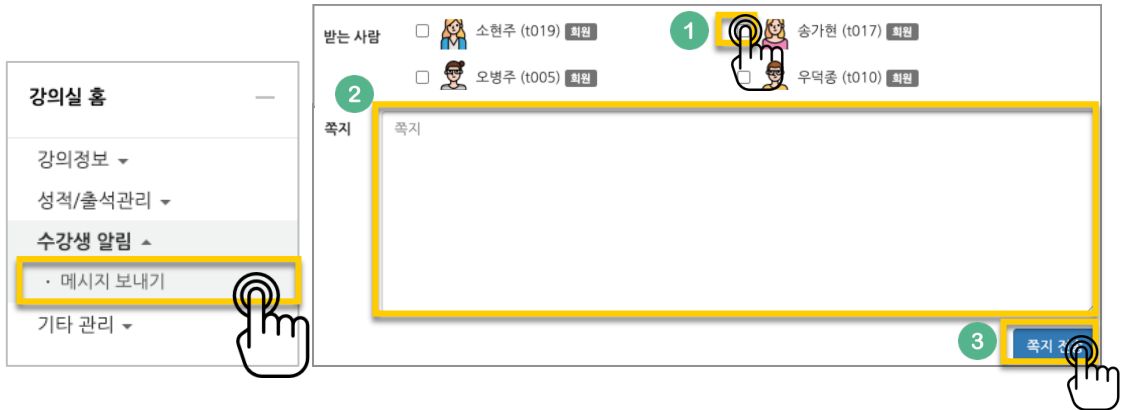 강의실 홈
강의정보
성적/출석관리
수강생 알림
· 메시지 보내기
기타 관리
받는 사람
소현주 (t019) 회원
1
송가현 (t017) 회원
오병주 (t005) 회원
우덕종 (t010) 회원
2
쪽지
쪽지
3
쪽지